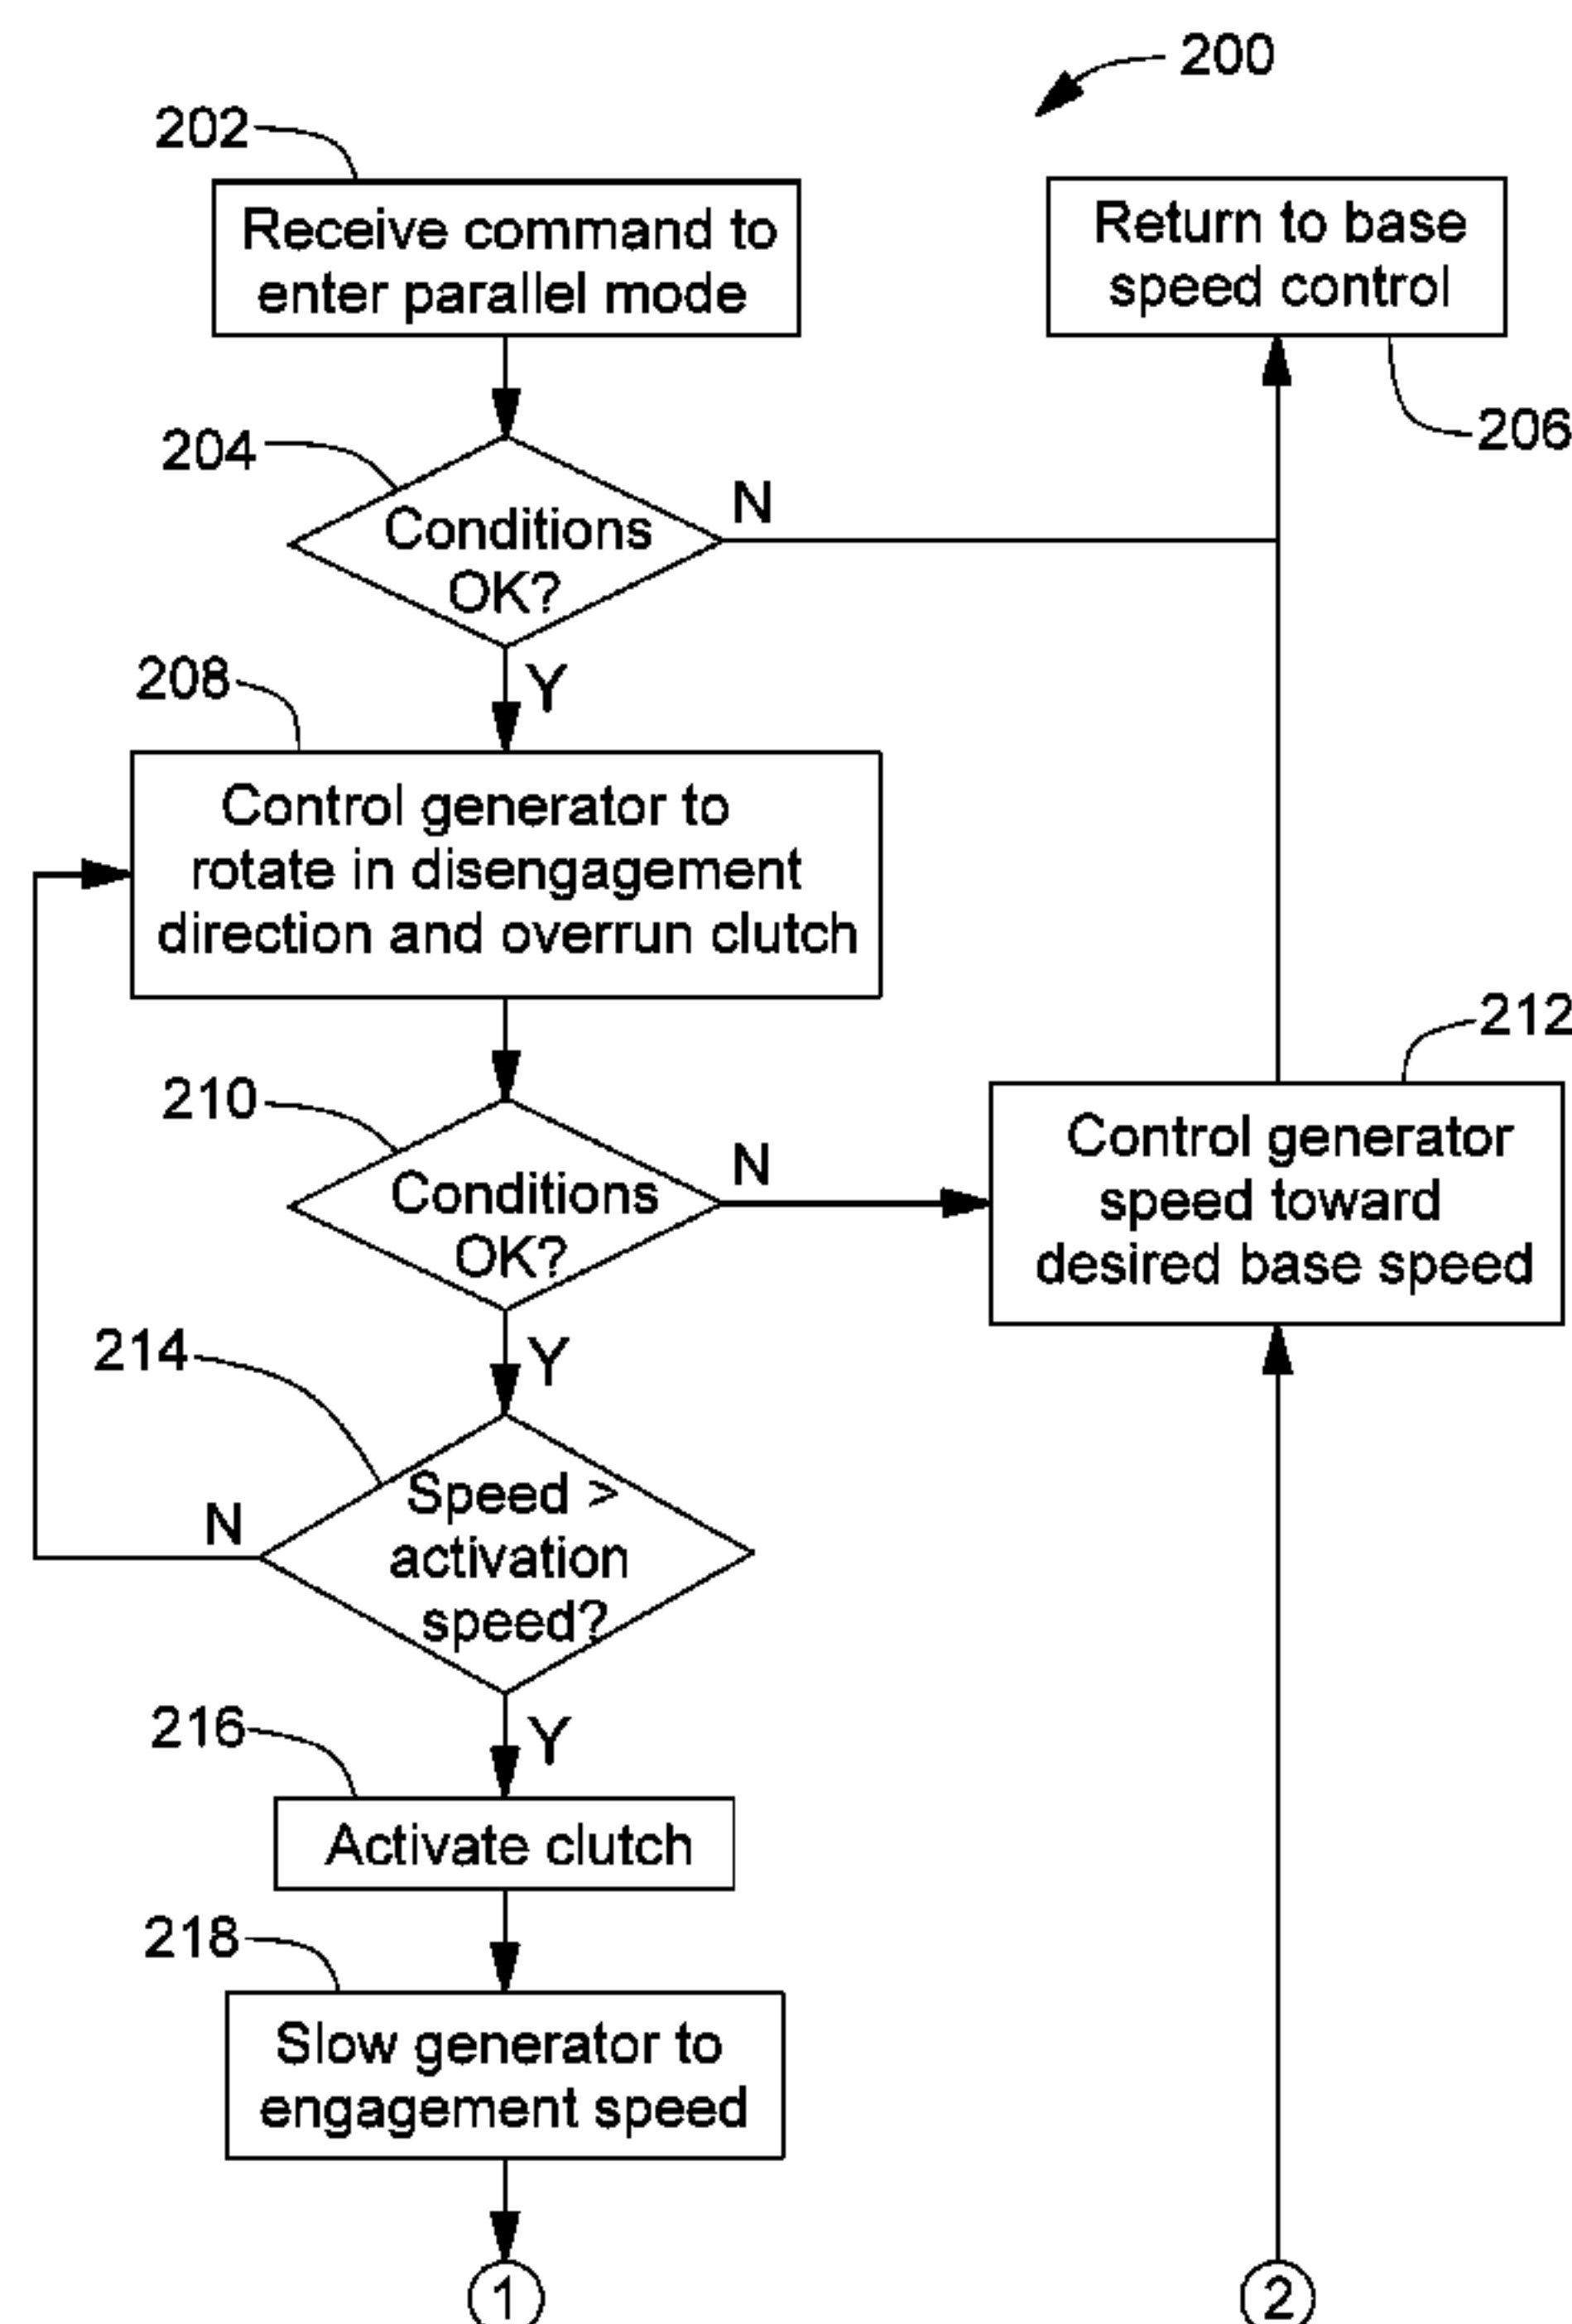 200
202
Receive command to
enter parallel mode
Return to base
speed control
206
204
Conditions
OK?
N
Y
208
Control generator to
rotate in disengagement
direction and overrun clutch
210
Conditions
OK?
N
212
Control generator
speed toward
desired base speed
Y
214
Speed >
activation
speed?
N
Y
216
Activate clutch
218
Slow generator to
engagement speed
1
2